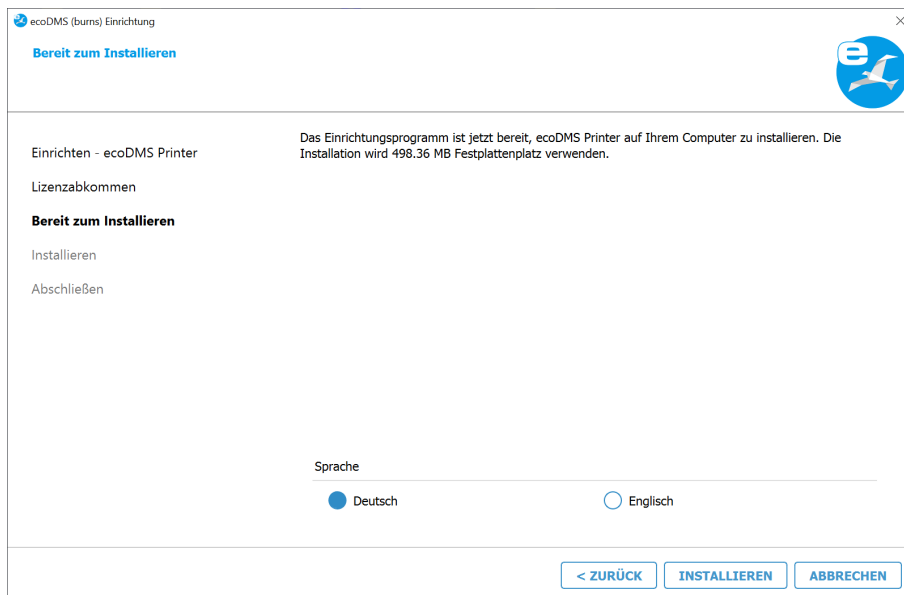 ecoDMS (burns) Einrichtung
Bereit zum Installieren
e
Einrichten - ecoDMS Printer
Lizenzabkommen
Bereit zum Installieren
Installieren
Abschließen
Das Einrichtungsprogramm ist jetzt bereit, ecoDMS Printer auf Ihrem Computer zu installieren. Die
Installation wird 498.36 MB Festplattenplatz verwenden.
Sprache
Deutsch
Englisch
< ZURÜCK
INSTALLIEREN
ABBRECHEN